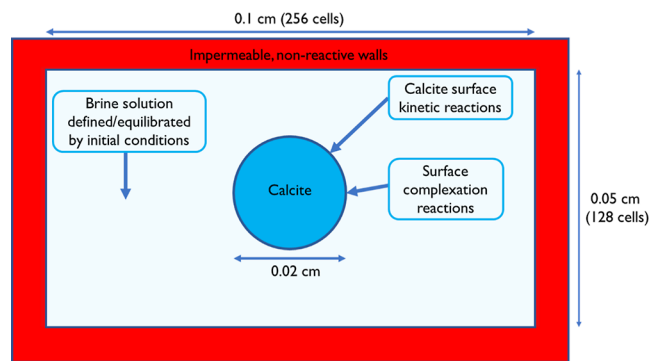 0.1 cm (256 cells)
Impermeable, non-reactive walls
Brine solution
defined/equilibrated
by initial conditions
Calcite surface
kinetic reactions
Calcite
Surface
complexation
reactions
0.05 cm
(128 cells)
0.02 cm